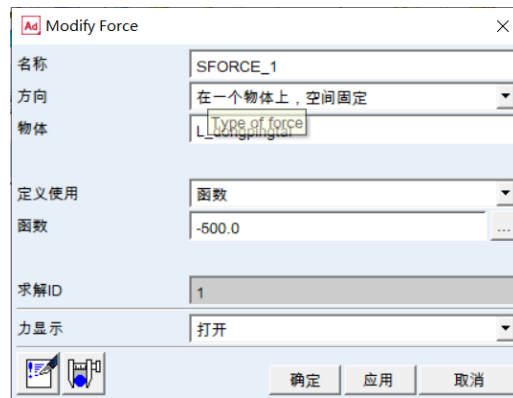 Ad Modify Force
名称 SFORCE_1
方向 在一个物体上，空间固定
Type of force
物体 L_dongpingtai
定义使用 函数
函数 -500.0 ...
求解ID 1
力显示 打开
确定 应用 取消